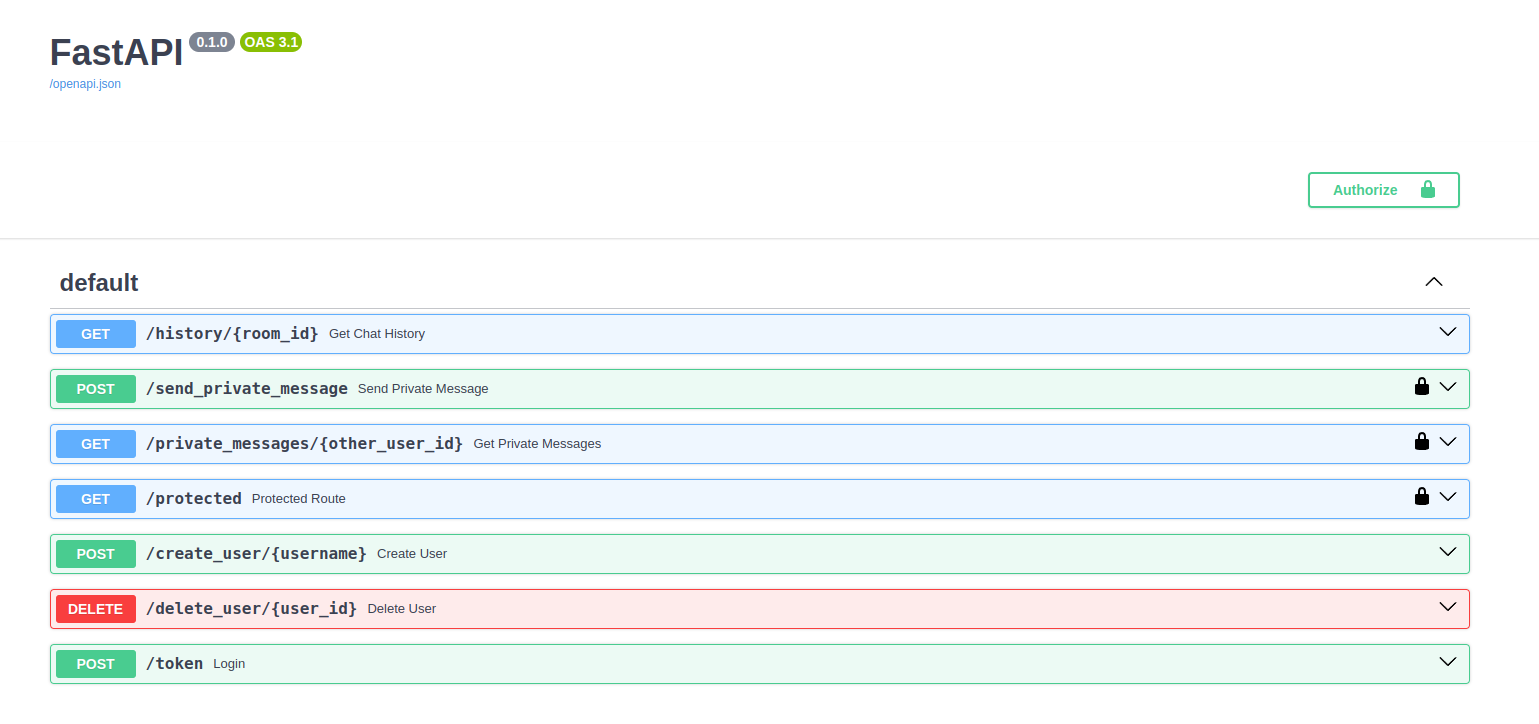 FastAPI 0.1.0 OAS 3.1
/openapi.json
Authorize
default
GET /history/{room_id} Get Chat History
POST /send_private_message Send Private Message
GET /private_messages/{other_user_id} Get Private Messages
GET /protected Protected Route
POST /create_user/{username} Create User
DELETE /delete_user/{user_id} Delete User
POST /token Login